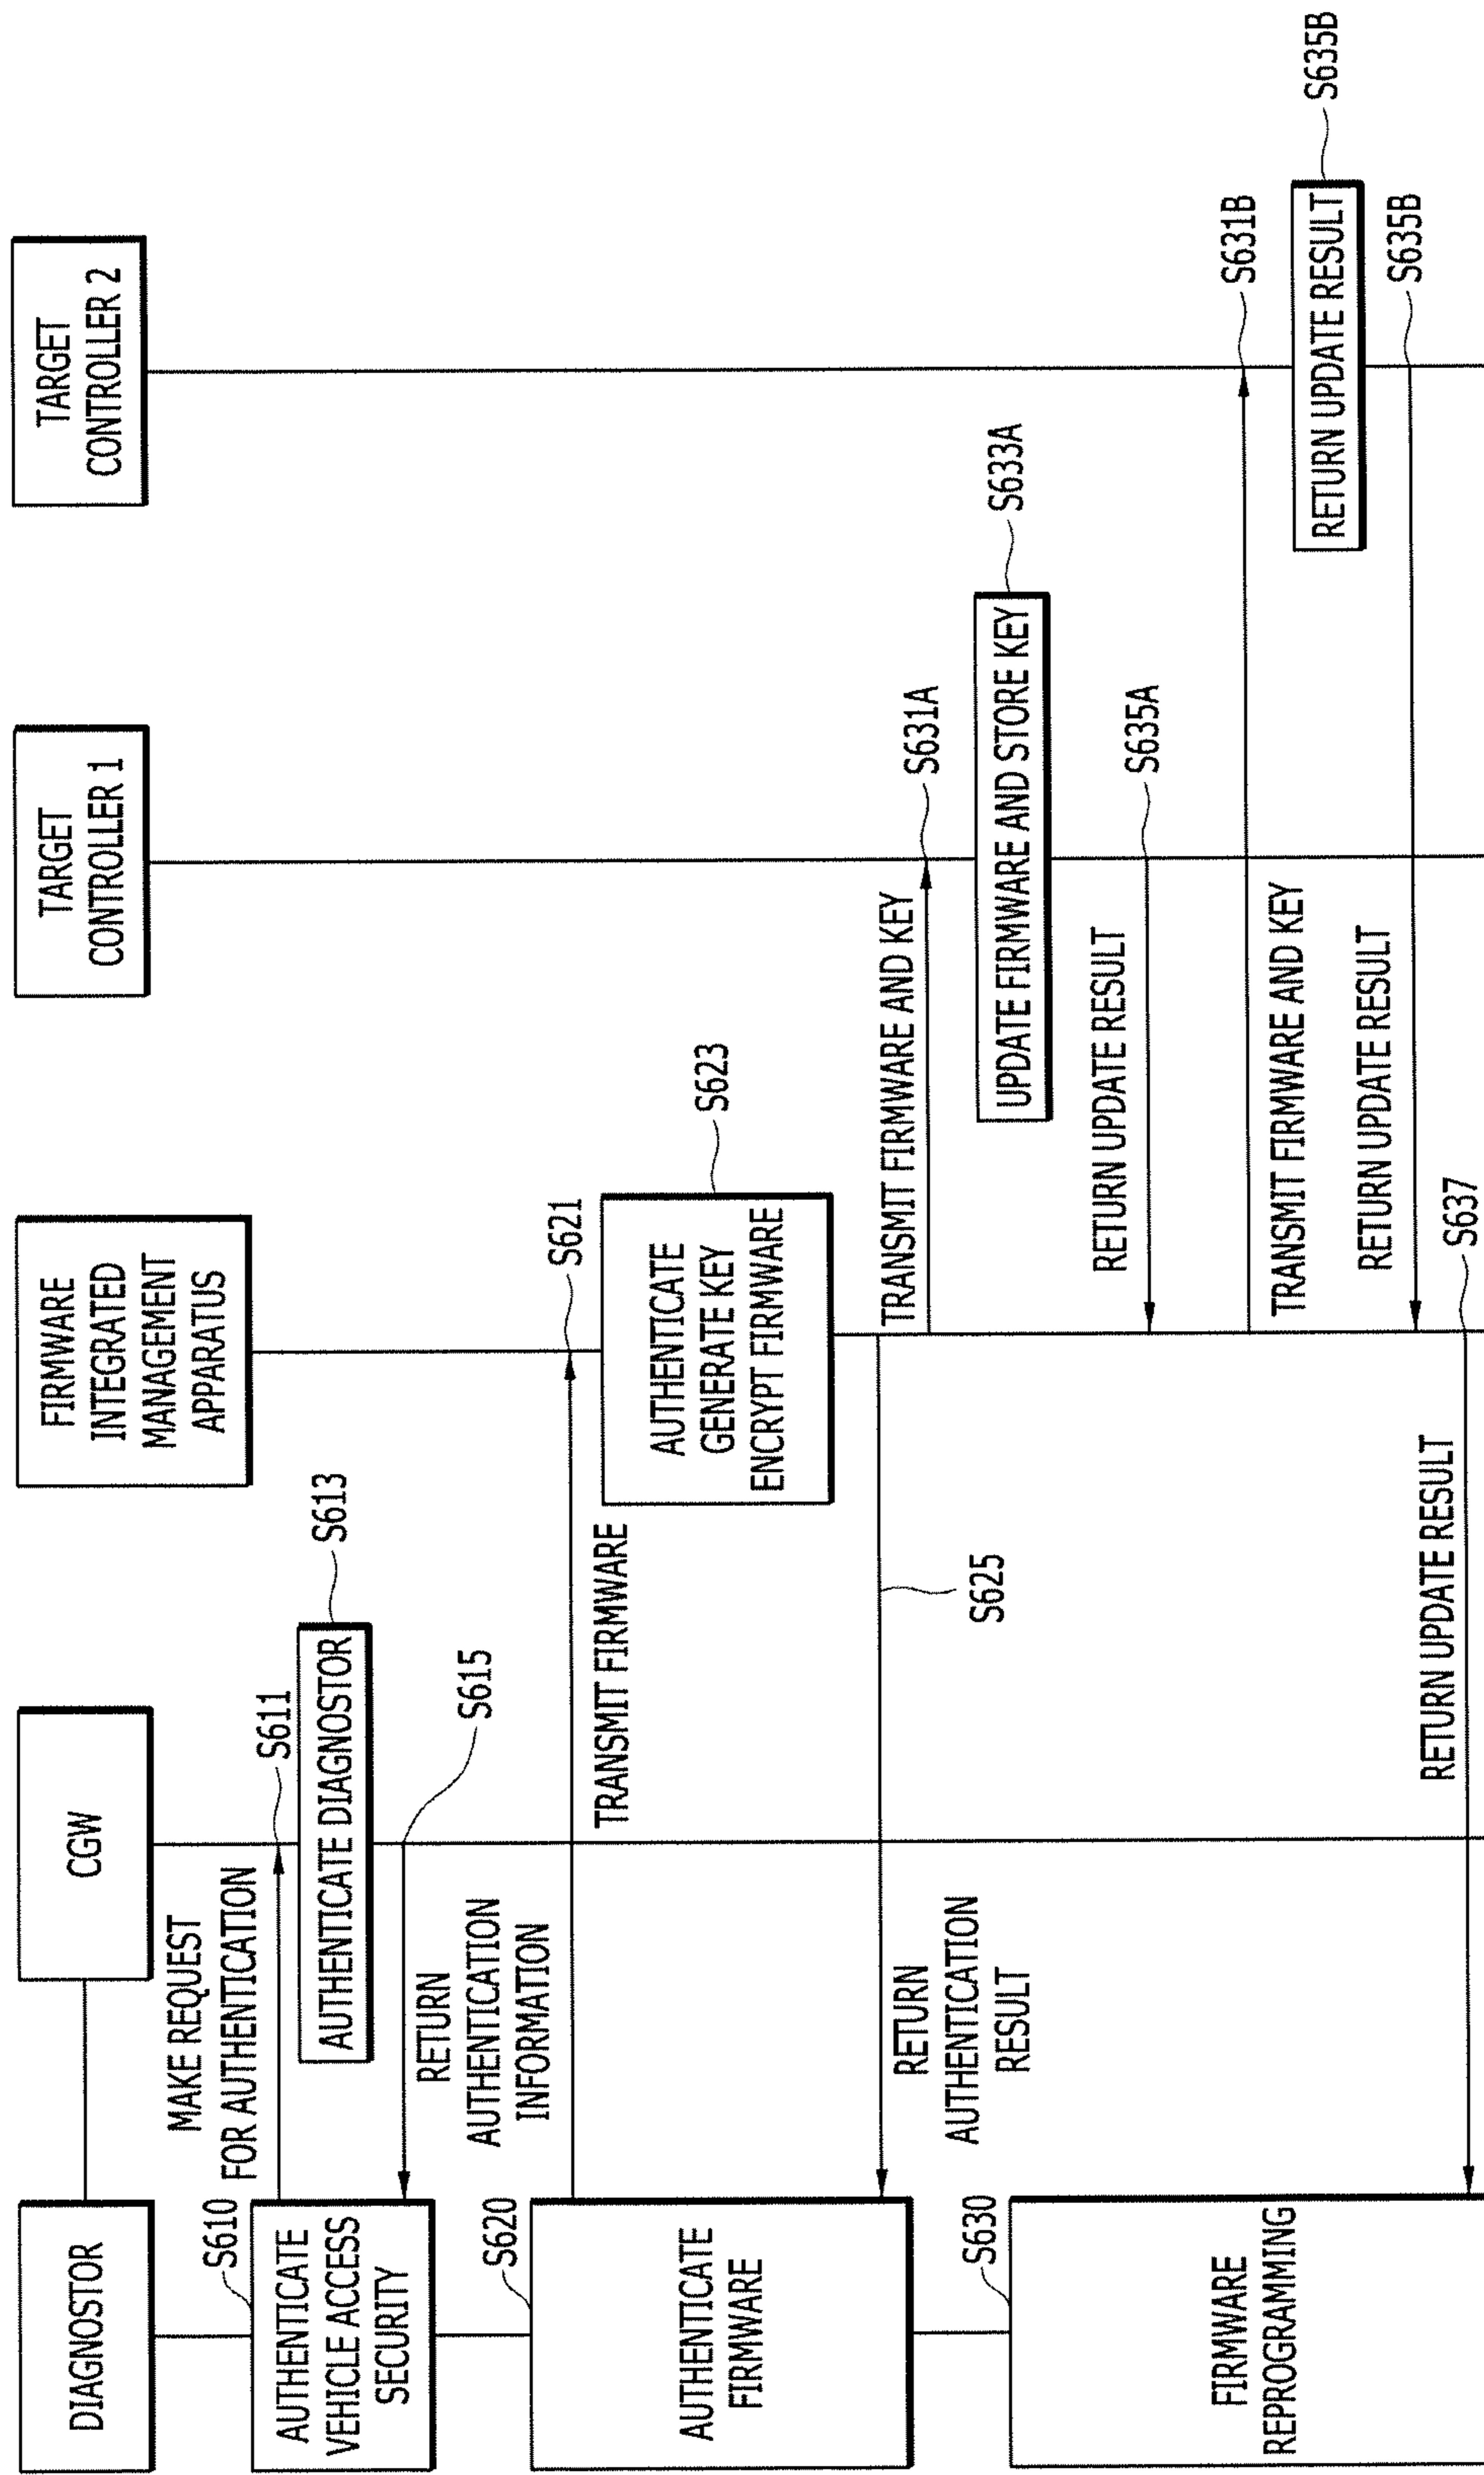 DIAGNOSTOR
CGW
FIRMWARE
INTEGRATED
MANAGEMENT
APPARATUS
TARGET
CONTROLLER 1
TARGET
CONTROLLER 2
S610
AUTHENTICATE
VEHICLE ACCESS
SECURITY
MAKE REQUEST
FOR AUTHENTICATION
S611
AUTHENTICATE DIAGNOSTOR
S613
RETURN
AUTHENTICATION
INFORMATION
S615
S620
AUTHENTICATE
FIRMWARE
TRANSMIT FIRMWARE
S621
AUTHENTICATE
GENERATE KEY
ENCRYPT FIRMWARE
S623
RETURN
AUTHENTICATION
RESULT
S625
S630
FIRMWARE
REPROGRAMMING
TRANSMIT FIRMWARE AND KEY
S631A
UPDATE FIRMWARE AND STORE KEY
S633A
RETURN UPDATE RESULT
S635A
TRANSMIT FIRMWARE AND KEY
S631B
RETURN UPDATE RESULT
S635B
RETURN UPDATE RESULT
S635B
RETURN UPDATE RESULT
S637